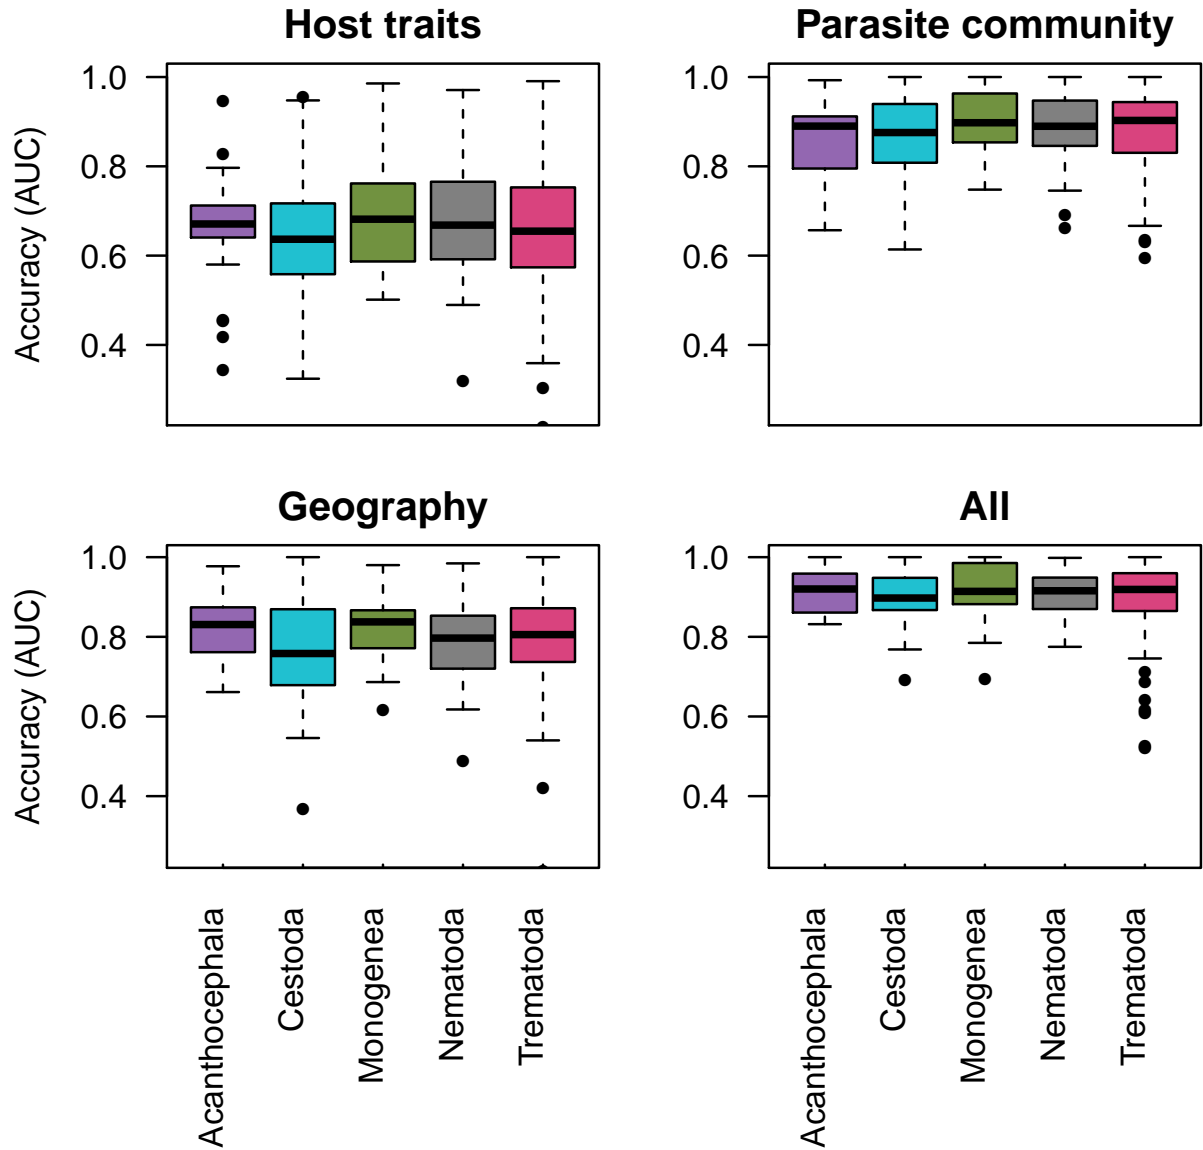 Host traits
Parasite community
Accuracy (AUC)
1.0
0.8
0.6
0.4
1.0
0.8
0.6
0.4
Geography
All
Accuracy (AUC)
1.0
0.8
0.6
0.4
1.0
0.8
0.6
0.4
Acanthocephala
Cestoda
Monogenea
Nematoda
Trematoda
Acanthocephala
Cestoda
Monogenea
Nematoda
Trematoda